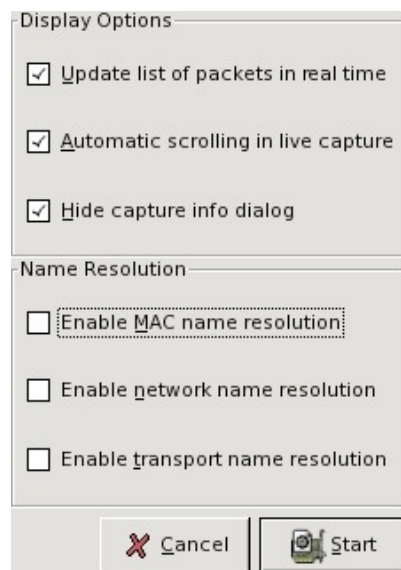 Display Options
Update list of packets in real time
Automatic scrolling in live capture
Hide capture info dialog
Name Resolution
Enable MAC name resolution
Enable network name resolution
Enable transport name resolution
Cancel
Start